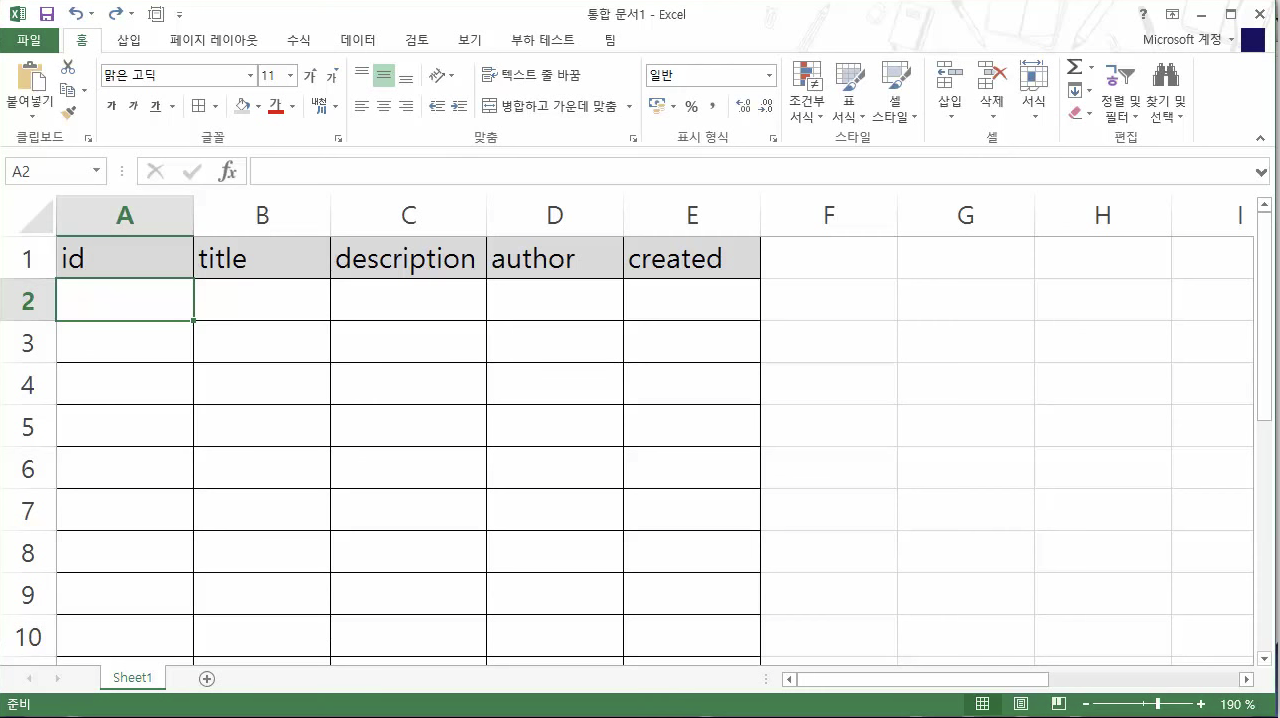 통합 문서1 - Excel
?
파일 홈 삽입 페이지 레이아웃 수식 데이터 검토 보기 부하 테스트 팀 Microsoft 계정
붙여넣기 맑은 고딕 11 가 가 텍스트 줄 바꿈 일반 조건부 서식 표 서식 셀 스타일 삽입 삭제 서식 Σ 정렬 및 필터 찾기 및 선택
가 가 가 가 내천 병합하고 가운데 맞춤 % ,
클립보드 글꼴 맞춤 표시 형식 스타일 셀 편집
A2 fx
A B C D E F G H I
1 id title description author created
2
3
4
5
6
7
8
9
10
Sheet1
준비 190 %